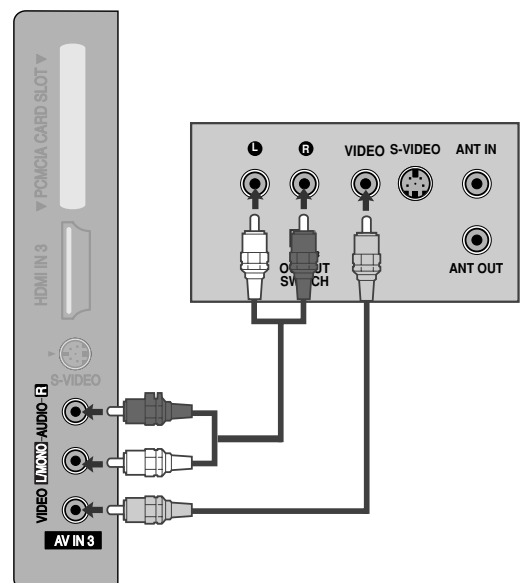 ▼ PCMCIA CARD SLOT ▼
HDMI IN 3
S-VIDEO
VIDEO L/MONO-AUDIO-R
AV IN 3
L R VIDEO S-VIDEO ANT IN
SWITCH
ANT OUT